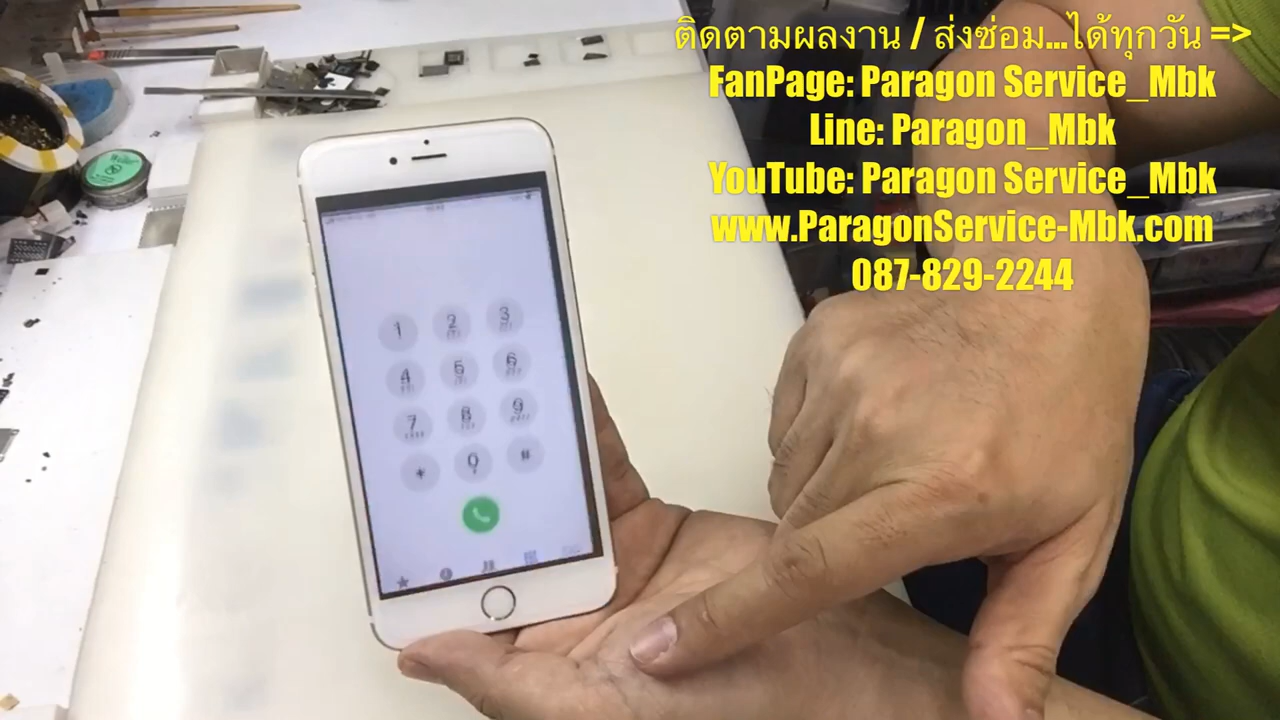 ติดตามผลงาน / ส่งซ่อม...ได้ทุกวัน =>
FanPage: Paragon Service_Mbk
Line: Paragon_Mbk
YouTube: Paragon Service_Mbk
www.ParagonService-Mbk.com
087-829-2244
1 2 3
4 5 6
7 8 9
* 0 #